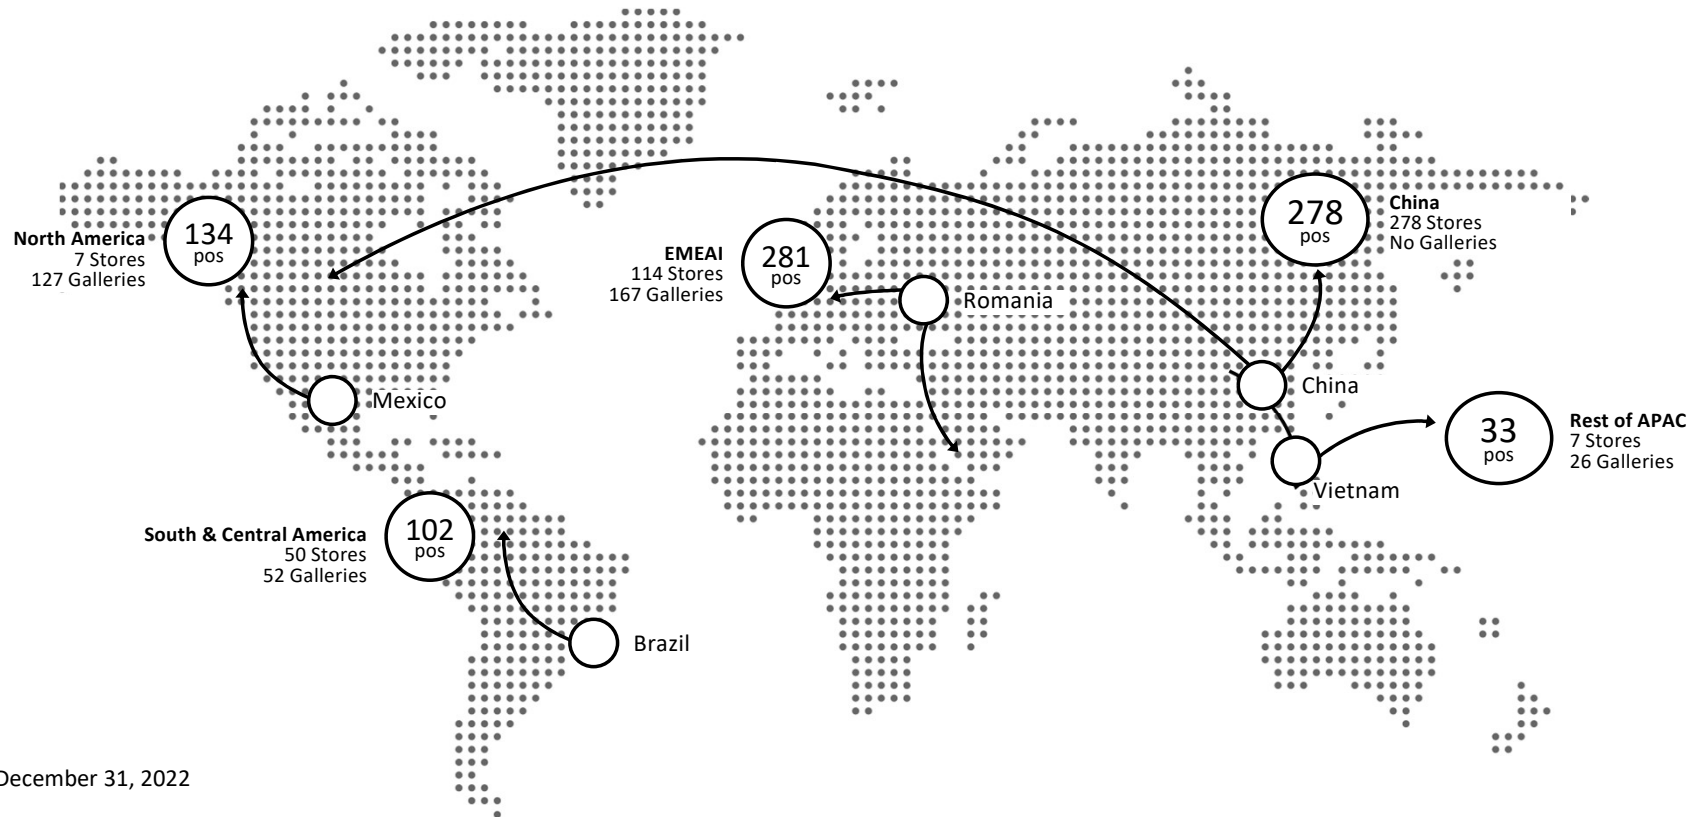 134
pos
North America
7 Stores
127 Galleries
281
pos
EMEAI
114 Stores
167 Galleries
278
pos
China
278 Stores
No Galleries
Romania
Mexico
China
33
pos
Rest of APAC
7 Stores
26 Galleries
Vietnam
102
pos
South & Central America
50 Stores
52 Galleries
Brazil
December 31, 2022